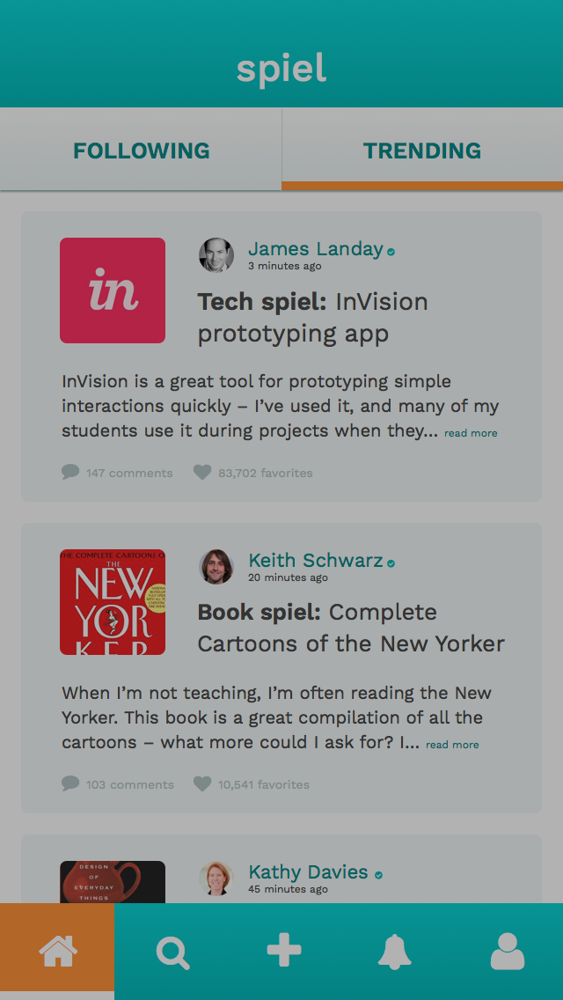 spiel
FOLLOWING
TRENDING
in
James Landay
3 minutes ago
Tech spiel: InVision
prototyping app
InVision is a great tool for prototyping simple
interactions quickly – I’ve used it, and many of my
students use it during projects when they... read more
147 comments
83,702 favorites
THE COMPLETE CARTOONS O
THE
NEW
YOR
KER
Keith Schwarz
20 minutes ago
Book spiel: Complete
Cartoons of the New Yorker
When I’m not teaching, I’m often reading the New
Yorker. This book is a great compilation of all the
cartoons – what more could I ask for? I... read more
103 comments
10,541 favorites
DESIGN
OF
EVERYDAY
THINGS
Kathy Davies
45 minutes ago